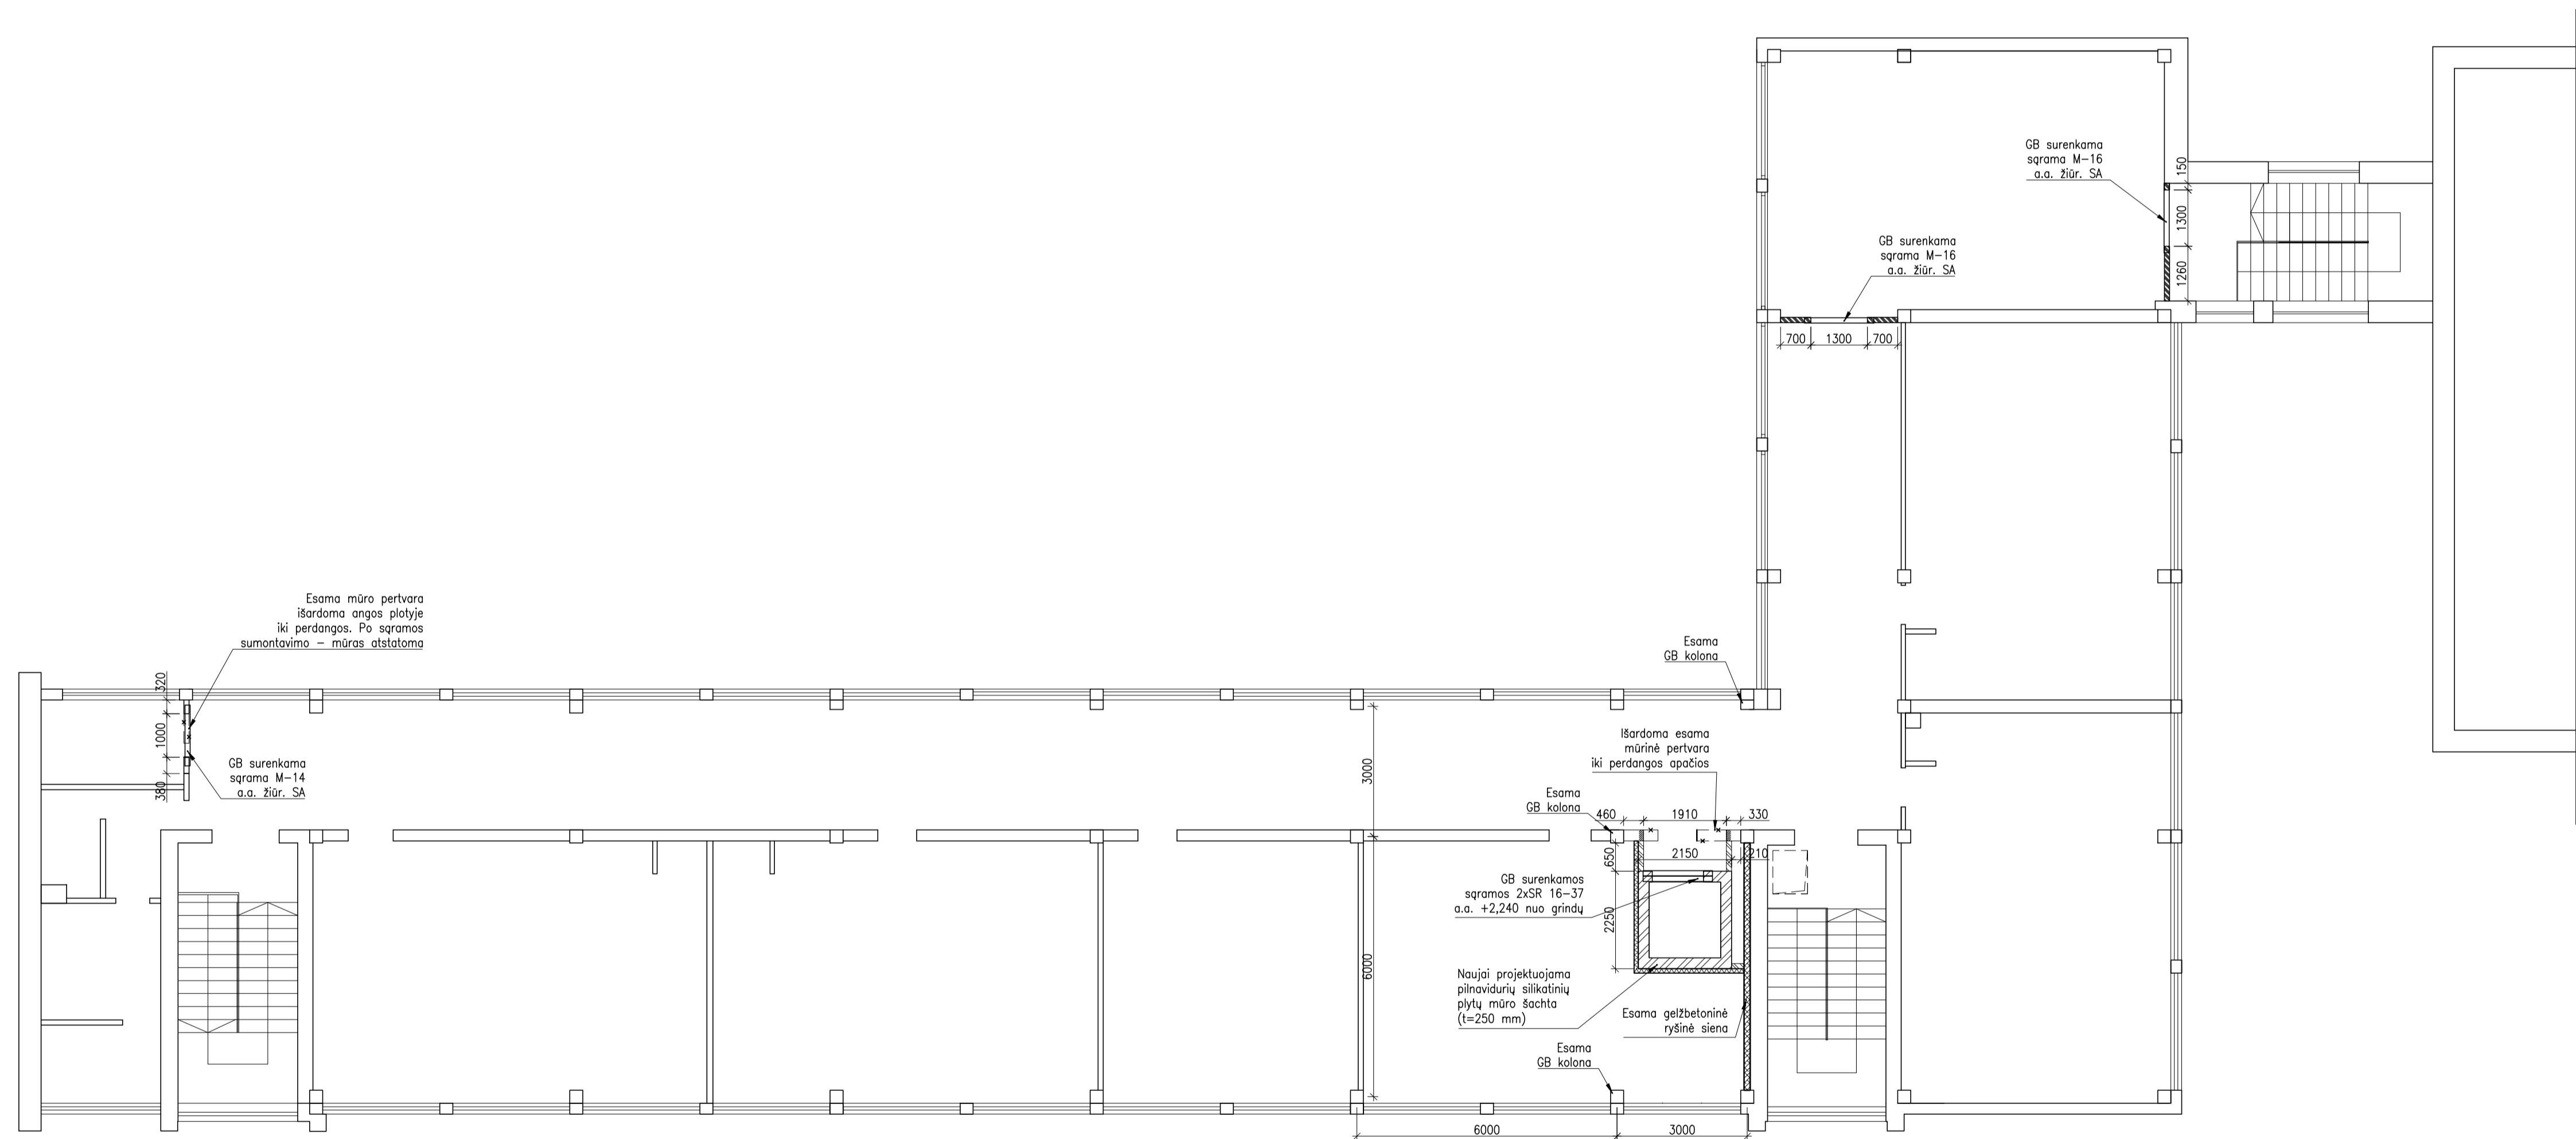 GB surenkama
sąrama M-16
a.a. žiūr. SA
150
1300
1260
GB surenkama
sąrama M-16
a.a. žiūr. SA
700
1300
700
Esama mūro pertvara
išardoma angos plotyje
iki perdangos. Po sąramos
sumontavimo - mūras atstatoma
320
1000
380
GB surenkama
sąrama M-14
a.a. žiūr. SA
Esama
GB kolona
Išardoma esama
mūrinė pertvara
iki perdangos apačios
3000
Esama
GB kolona
460
1910
330
650
2150
210
GB surenkamos
sąramos 2xSR 16-37
a.a. +2,240 nuo grindų
2250
6000
Naujai projektuojama
pilnavidurių silikatinių
plytų mūro šachta
(t=250 mm)
Esama gelžbetoninė
ryšinė siena
Esama
GB kolona
6000
3000